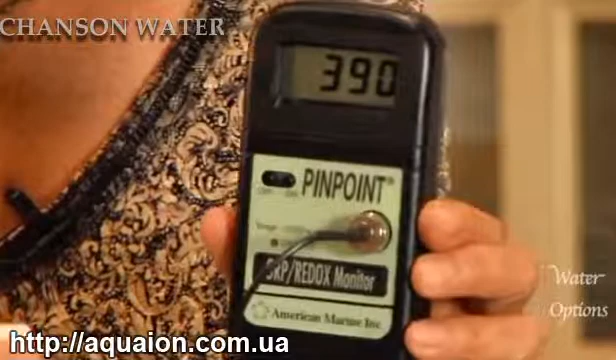 CHANSON WATER
390
PINPOINT®
ORP/REDOX Monitor
American Marine Inc.
Water
Options
http://aquaion.com.ua